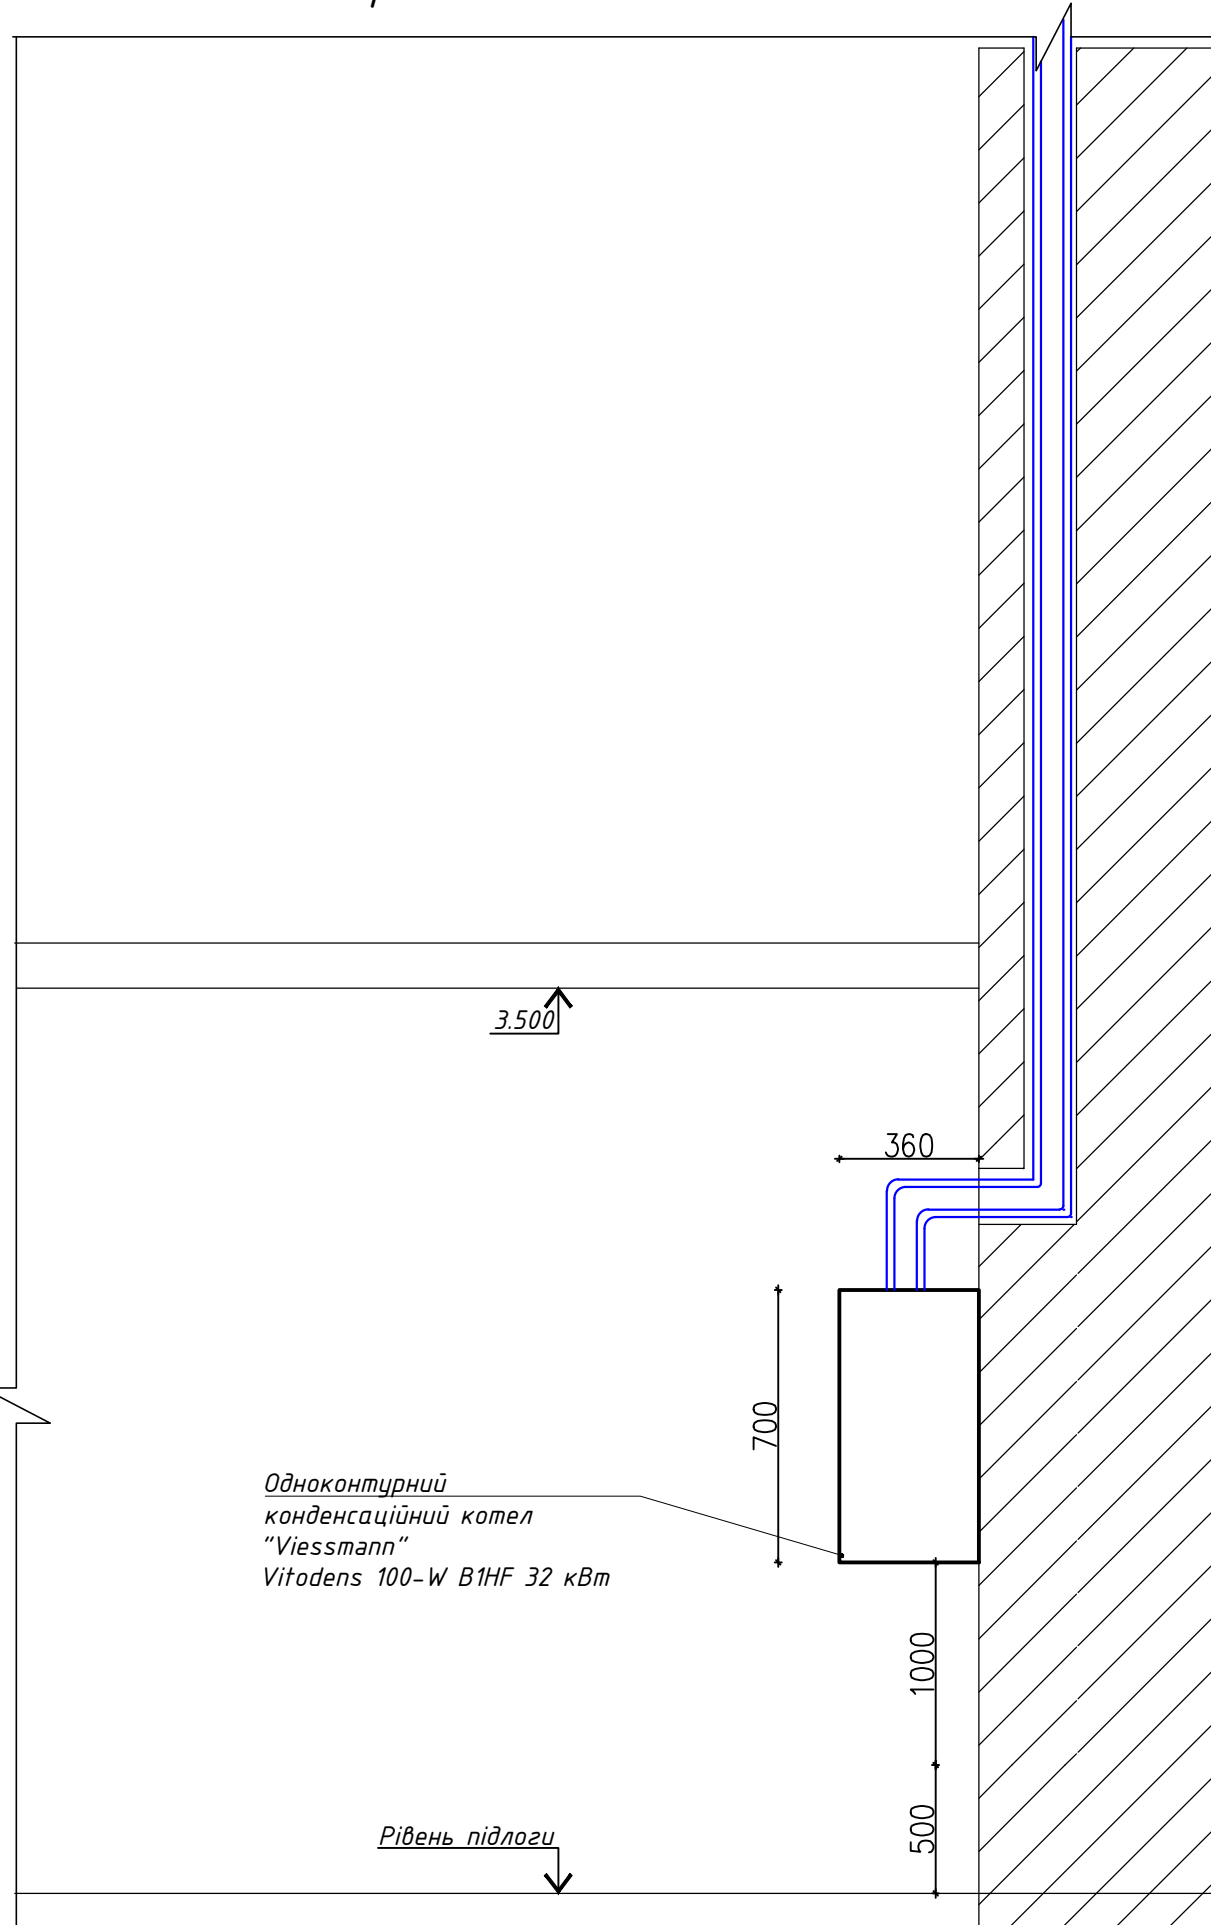 3.500
360
700
Одноконтурний
конденсаційний котел
"Viessmann"
Vitodens 100-W B1HF 32 кВт
1000
500
Рівень підлоги